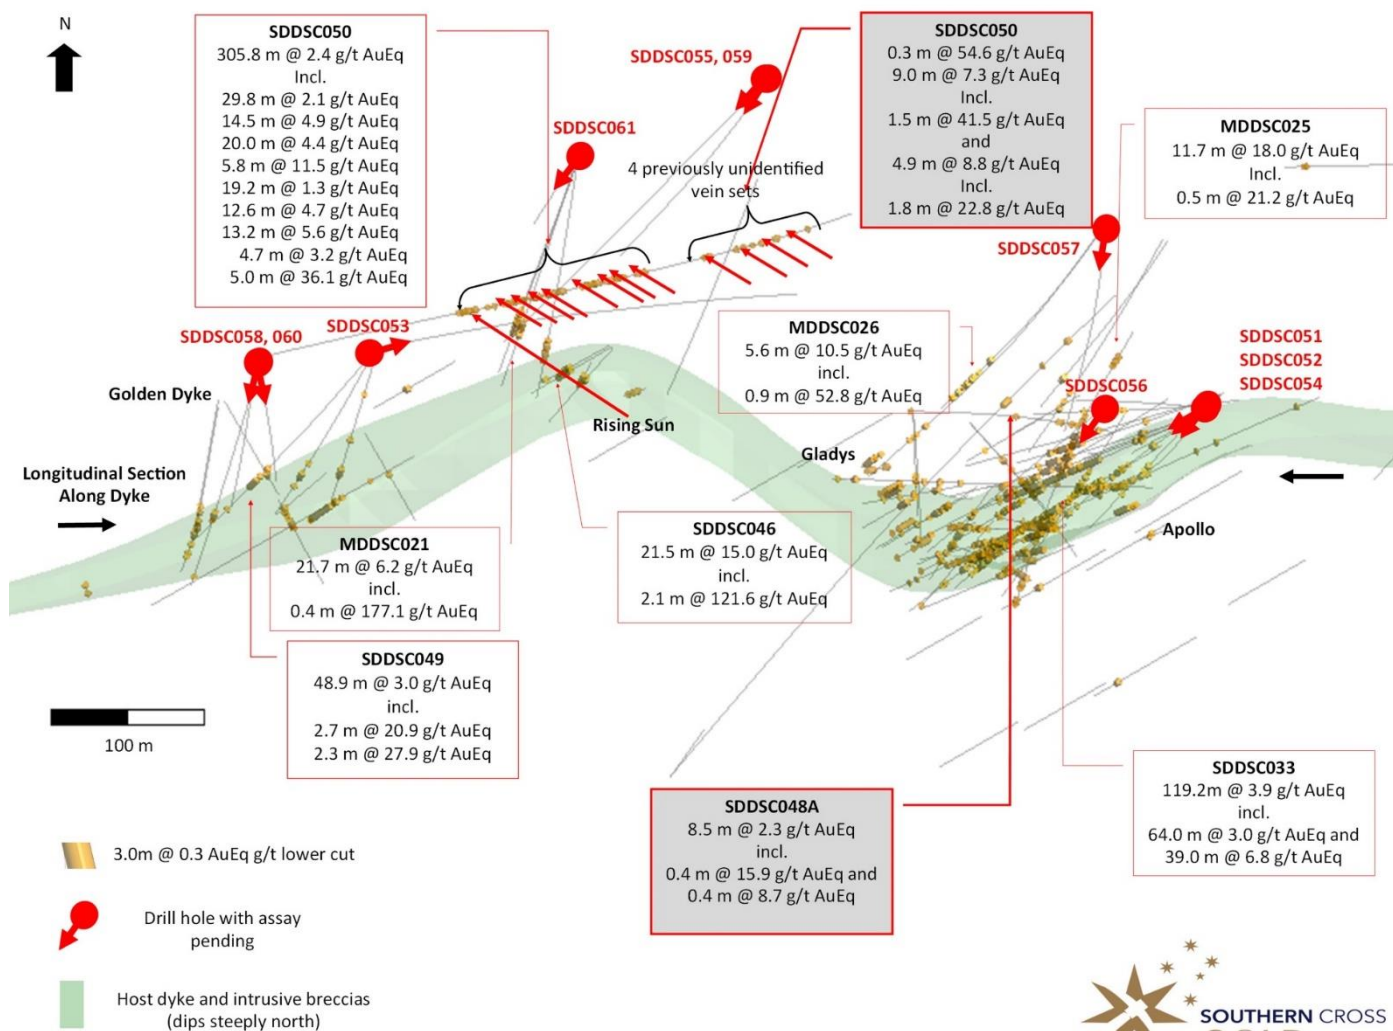 N
SDDSC050
305.8 m @ 2.4 g/t AuEq
Incl.
29.8 m @ 2.1 g/t AuEq
14.5 m @ 4.9 g/t AuEq
20.0 m @ 4.4 g/t AuEq
5.8 m @ 11.5 g/t AuEq
19.2 m @ 1.3 g/t AuEq
12.6 m @ 4.7 g/t AuEq
13.2 m @ 5.6 g/t AuEq
4.7 m @ 3.2 g/t AuEq
5.0 m @ 36.1 g/t AuEq
SDDSC055, 059
SDDSC061
4 previously unidentified
vein sets
SDDSC050
0.3 m @ 54.6 g/t AuEq
9.0 m @ 7.3 g/t AuEq
Incl.
1.5 m @ 41.5 g/t AuEq
and
4.9 m @ 8.8 g/t AuEq
Incl.
1.8 m @ 22.8 g/t AuEq
MDDSC025
11.7 m @ 18.0 g/t AuEq
Incl.
0.5 m @ 21.2 g/t AuEq
SDDSC057
SDDSC058, 060
SDDSC053
MDDSC026
5.6 m @ 10.5 g/t AuEq
incl.
0.9 m @ 52.8 g/t AuEq
SDDSC051
SDDSC052
SDDSC054
SDDSC056
Golden Dyke
Rising Sun
Gladys
Longitudinal Section
Along Dyke
Apollo
MDDSC021
21.7 m @ 6.2 g/t AuEq
incl.
0.4 m @ 177.1 g/t AuEq
SDDSC046
21.5 m @ 15.0 g/t AuEq
incl.
2.1 m @ 121.6 g/t AuEq
SDDSC049
48.9 m @ 3.0 g/t AuEq
incl.
2.7 m @ 20.9 g/t AuEq
2.3 m @ 27.9 g/t AuEq
100 m
SDDSC048A
8.5 m @ 2.3 g/t AuEq
incl.
0.4 m @ 15.9 g/t AuEq and
0.4 m @ 8.7 g/t AuEq
SDDSC033
119.2m @ 3.9 g/t AuEq
incl.
64.0 m @ 3.0 g/t AuEq and
39.0 m @ 6.8 g/t AuEq
3.0m @ 0.3 AuEq g/t lower cut
Drill hole with assay
pending
Host dyke and intrusive breccias
(dips steeply north)
SOUTHERN CROSS